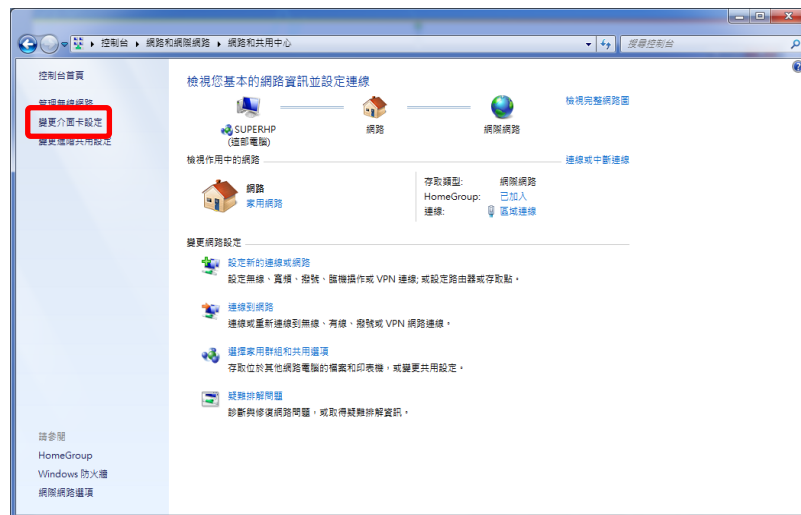 控制台 ▸ 網路和網際網路 ▸ 網路和共用中心
搜尋控制台
控制台首頁
管理無線網路
變更介面卡設定
變更進階共用設定
請參閱
HomeGroup
Windows 防火牆
網際網路選項
檢視您基本的網路資訊並設定連線
檢視完整網路圖
SUPERHP
(這部電腦)
網路
網際網路
檢視作用中的網路
連線或中斷連線
網路
家用網路
存取類型: 網際網路
HomeGroup: 已加入
連線: 區域連線
變更網路設定
設定新的連線或網路
設定無線、寬頻、撥號、臨機操作或 VPN 連線; 或設定路由器或存取點。
連線到網路
連線或重新連線到無線、有線、撥號或 VPN 網路連線。
選擇家用群組和共用選項
存取位於其他網路電腦的檔案和印表機，或變更共用設定。
疑難排解問題
診斷與修復網路問題，或取得疑難排解資訊。